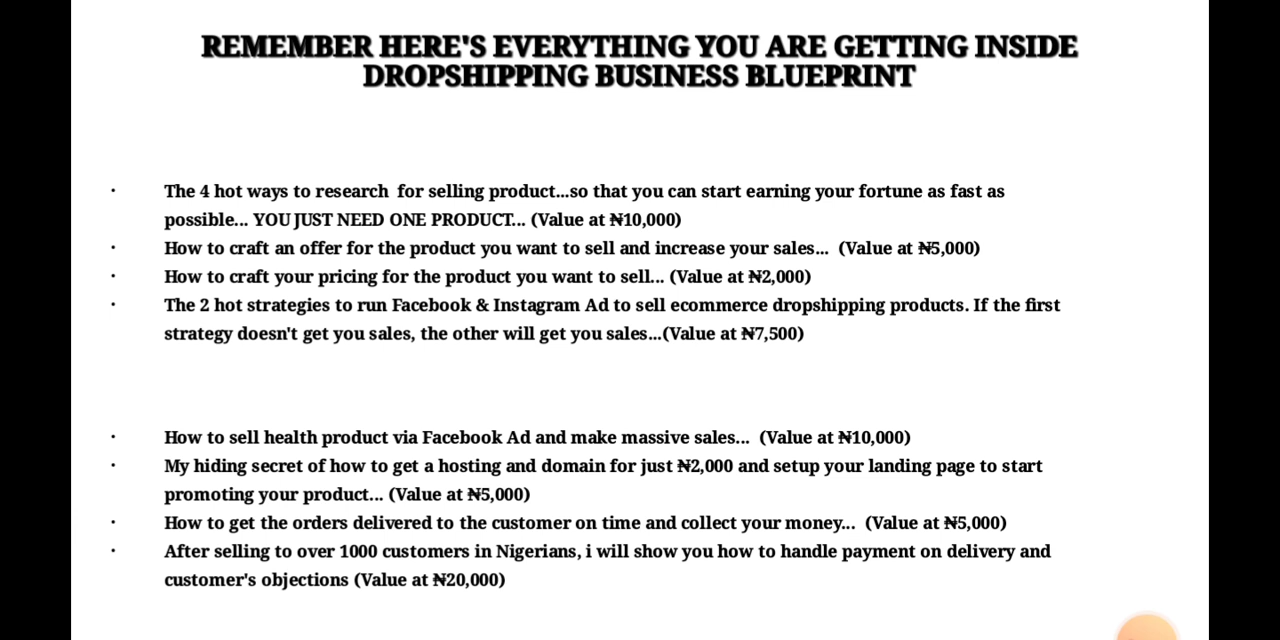 REMEMBER HERE'S EVERYTHING YOU ARE GETTING INSIDE
DROPSHIPPING BUSINESS BLUEPRINT
· The 4 hot ways to research  for selling product...so that you can start earning your fortune as fast as
possible... YOU JUST NEED ONE PRODUCT... (Value at ₦10,000)
· How to craft an offer for the product you want to sell and increase your sales...  (Value at ₦5,000)
· How to craft your pricing for the product you want to sell... (Value at ₦2,000)
· The 2 hot strategies to run Facebook & Instagram Ad to sell ecommerce dropshipping products. If the first
strategy doesn't get you sales, the other will get you sales...(Value at ₦7,500)
· How to sell health product via Facebook Ad and make massive sales...  (Value at ₦10,000)
· My hiding secret of how to get a hosting and domain for just ₦2,000 and setup your landing page to start
promoting your product... (Value at ₦5,000)
· How to get the orders delivered to the customer on time and collect your money...  (Value at ₦5,000)
· After selling to over 1000 customers in Nigerians, i will show you how to handle payment on delivery and
customer's objections (Value at ₦20,000)